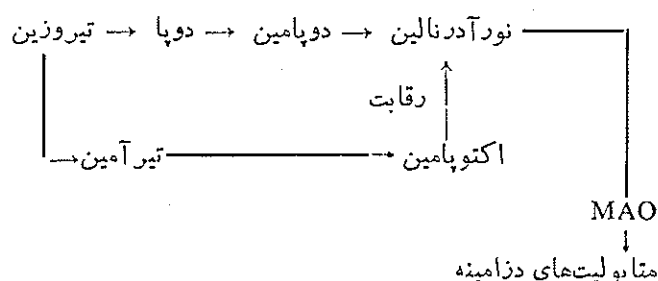 تیروزین → دوپا → دوپامین → نورآدرنالین
رقابت
تیرآمین → اکتوپامین
MAO
متابولیت‌های دزامینه